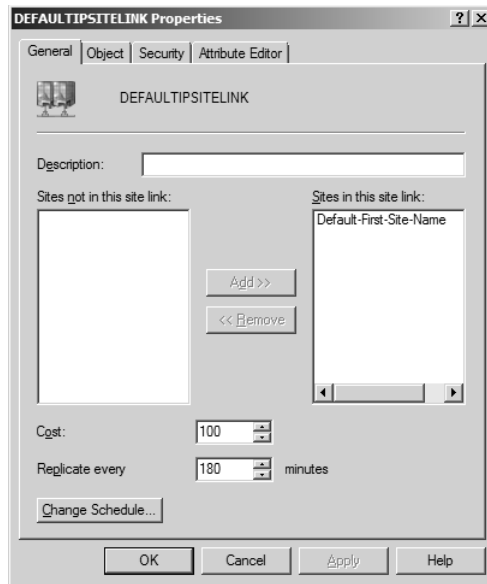 DEFAULTIPSITELINK Properties
General Object Security Attribute Editor
DEFAULTIPSITELINK
Description:
Sites not in this site link:
Sites in this site link:
Default-First-Site-Name
Add >>
<< Remove
Cost: 100
Replicate every 180 minutes
Change Schedule...
OK Cancel Apply Help